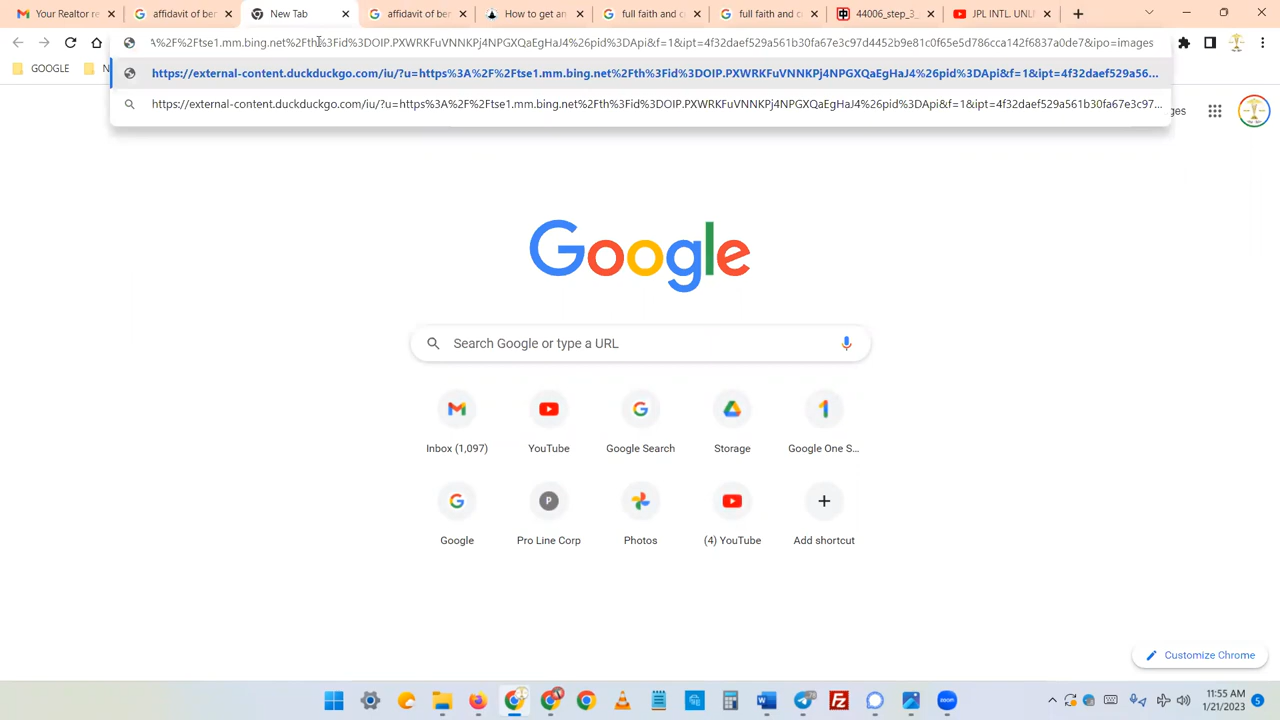 Your Realtor re
affidavit of ber
New Tab
affidavit of ber
How to get an
full faith and c
full faith and c
44006_step_3_
JPL INTL. UNL
A%2F%2Ftse1.mm.bing.net%2Fth%3Fid%3DOIP.PXWRKFuVNNKPj4NPGXQaEgHaJ4%26pid%3DApi&f=1&ipt=4f32daef529a561b30fa67e3c97d4452b9e81c0f65e5d786cca142f6837a0de7&ipo=images
GOOGLE
N
https://external-content.duckduckgo.com/iu/?u=https%3A%2F%2Ftse1.mm.bing.net%2Fth%3Fid%3DOIP.PXWRKFuVNNKPj4NPGXQaEgHaJ4%26pid%3DApi&f=1&ipt=4f32daef529a56...
https://external-content.duckduckgo.com/iu/?u=https%3A%2F%2Ftse1.mm.bing.net%2Fth%3Fid%3DOIP.PXWRKFuVNNKPj4NPGXQaEgHaJ4%26pid%3DApi&f=1&ipt=4f32daef529a561b30fa67e3c97...
ges
Google
Search Google or type a URL
Inbox (1,097)
YouTube
Google Search
Storage
Google One S...
P
Google
Pro Line Corp
Photos
(4) YouTube
Add shortcut
Customize Chrome
zoom
11:55 AM
1/21/2023
5